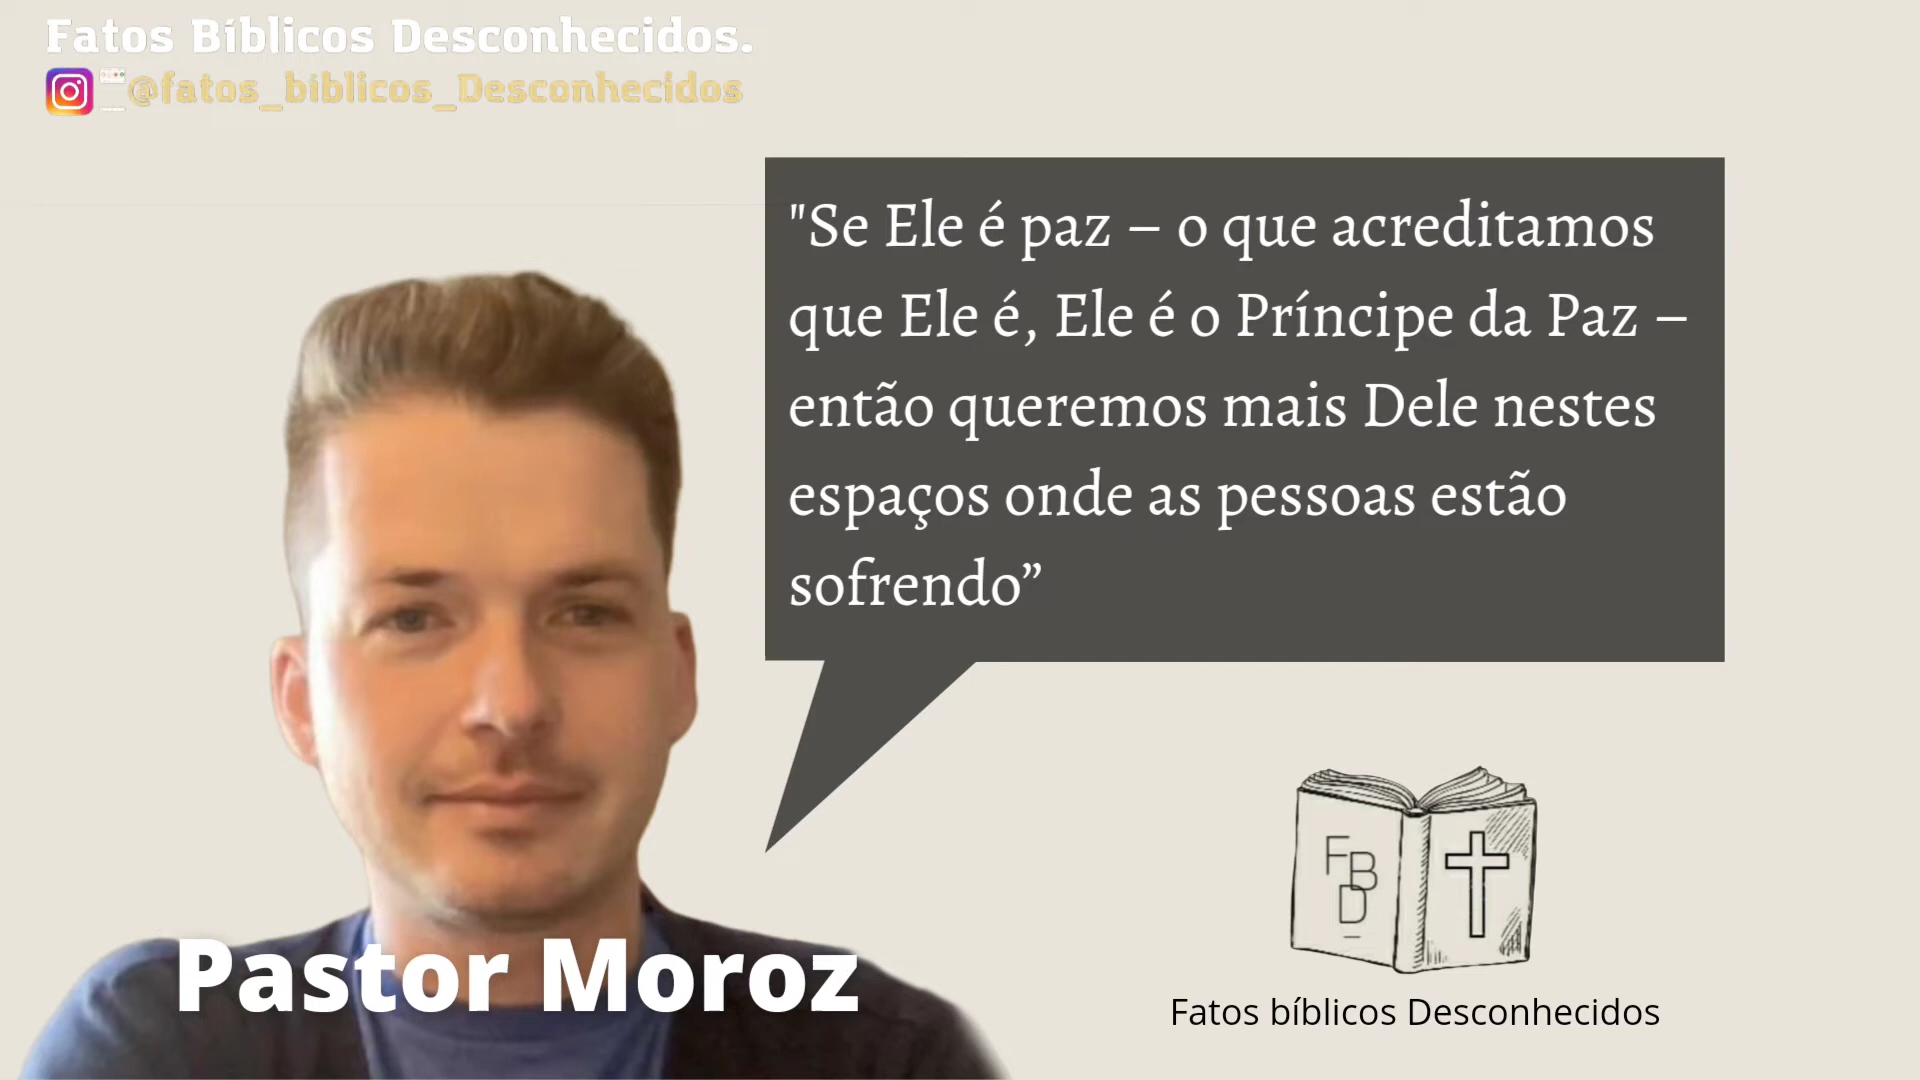 Fatos Bíblicos Desconhecidos.
@fatos_bíblicos_Desconhecidos
"Se Ele é paz – o que acreditamos
que Ele é, Ele é o Príncipe da Paz –
então queremos mais Dele nestes
espaços onde as pessoas estão
sofrendo”
Pastor Moroz
FBD
Fatos bíblicos Desconhecidos